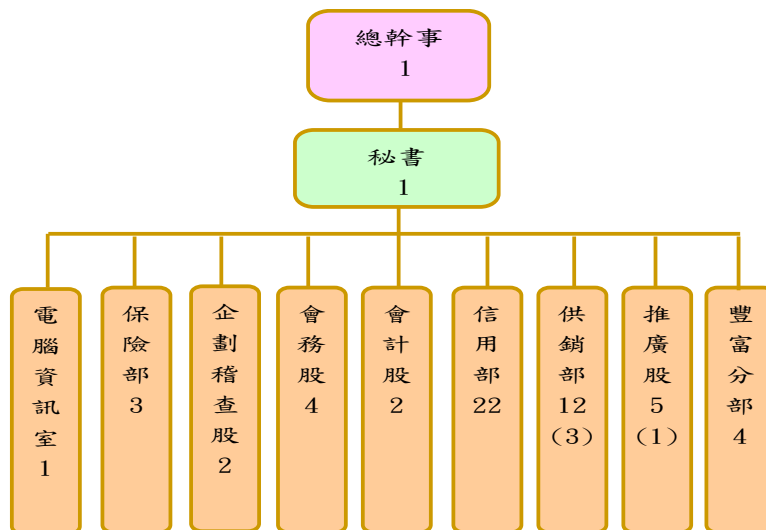 總幹事
1
秘書
1
電腦資訊室
1
保險部
3
企劃稽查股
2
會務股
4
會計股
2
信用部
22
供銷部
12
(3)
推廣股
5
(1)
豐富分部
4